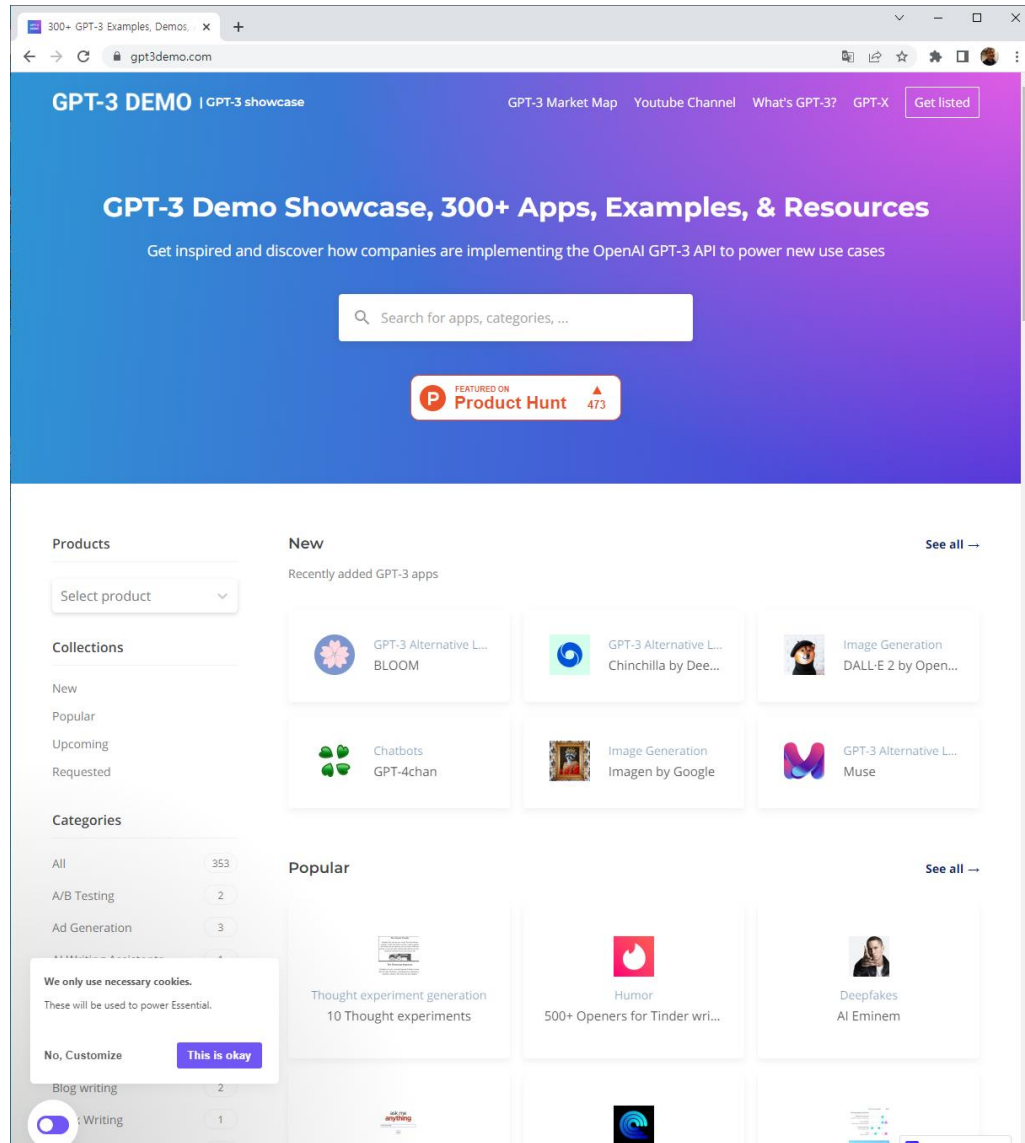 300+ GPT-3 Examples, Demos,
gpt3demo.com
GPT-3 DEMO | GPT-3 showcase
GPT-3 Market Map Youtube Channel What's GPT-3? GPT-X Get listed
GPT-3 Demo Showcase, 300+ Apps, Examples, & Resources
Get inspired and discover how companies are implementing the OpenAI GPT-3 API to power new use cases
Search for apps, categories, ...
P FEATURED ON
Product Hunt 473
Products
Select product
Collections
New
Popular
Upcoming
Requested
Categories
All 353
A/B Testing 2
Ad Generation 3
We only use necessary cookies.
These will be used to power Essential.
No, Customize This is okay
Blog writing 2
Writing 1
New See all →
Recently added GPT-3 apps
GPT-3 Alternative L...
BLOOM
GPT-3 Alternative L...
Chinchilla by Dee...
Image Generation
DALL·E 2 by Open...
Chatbots
GPT-4chan
Image Generation
Imagen by Google
GPT-3 Alternative L...
Muse
Popular See all →
Thought experiment generation
10 Thought experiments
Humor
500+ Openers for Tinder wri...
Deepfakes
AI Eminem
ask me
anything